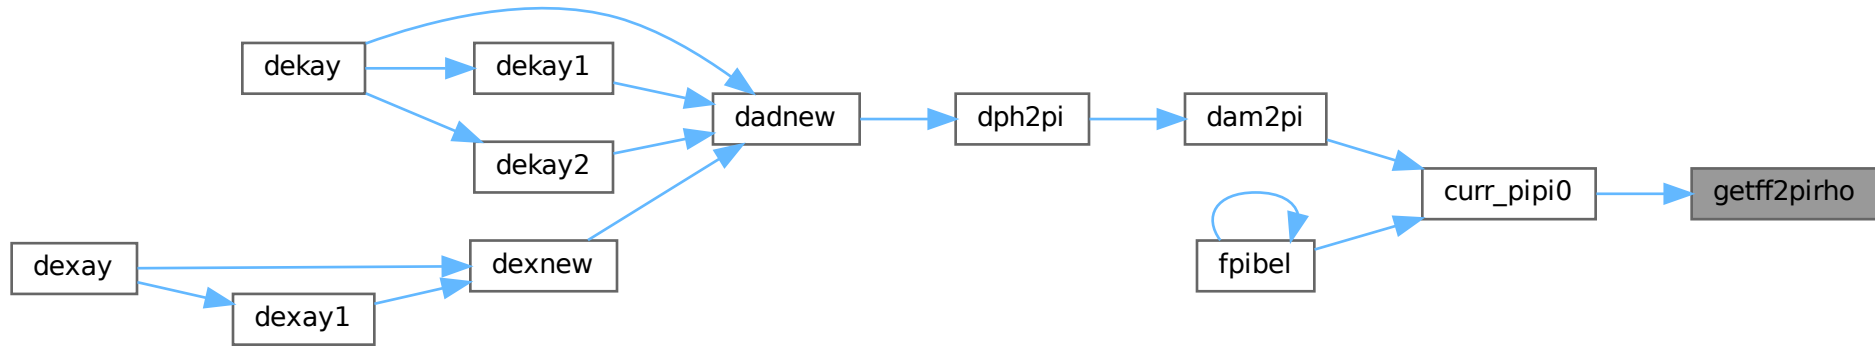 dekay
dekay1
dekay2
dadnew
dph2pi
dam2pi
curr_pipi0
getff2pirho
fpibel
dexnew
dexay
dexay1